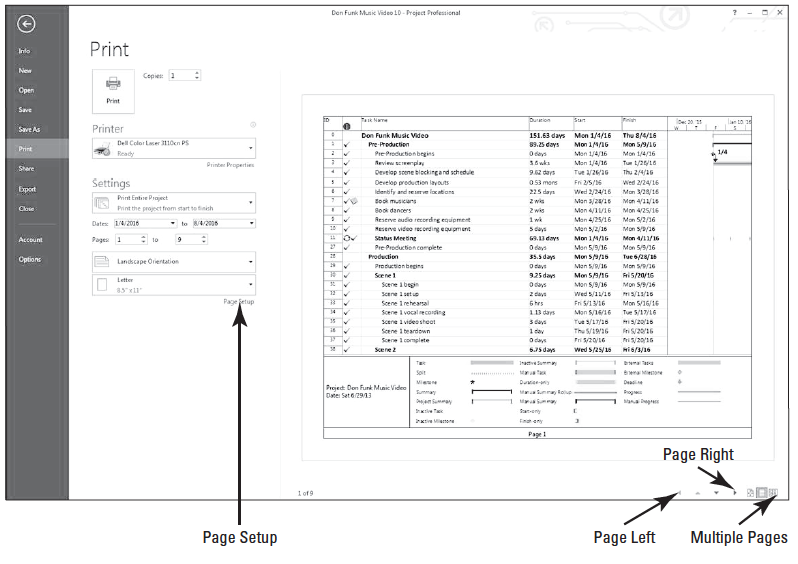 Don Funk Music Video 10 - Project Professional
?
Info
New
Open
Save
Save As
Print
Share
Export
Close
Account
Options
Print
Print
Copies: 1
Printer
Dell Color Laser 3110cn PS
Ready
Printer Properties
Settings
Print Entire Project
Print the project from start to finish
Dates: 1/4/2016 to 8/4/2016
Pages: 1 to 9
Landscape Orientation
Letter
8.5" x 11"
Page Setup
ID Task Name Duration Start Finish Dec 20 '15 Jan 10 '16
W T F S
0 Don Funk Music Video 151.63 days Mon 1/4/16 Thu 8/4/16
1 Pre-Production 89.25 days Mon 1/4/16 Mon 5/9/16
2 Pre-Production begins 0 days Mon 1/4/16 Mon 1/4/16 1/4
3 Review screenplay 3.6 wks Mon 1/4/16 Tue 1/26/16
4 Develop scene blocking and schedule 9.62 days Tue 1/26/16 Thu 2/4/16
5 Develop production layouts 0.53 mons Fri 2/5/16 Wed 2/24/16
6 Identify and reserve locations 22.5 days Wed 2/24/16 Mon 3/28/16
7 Book musicians 2 wks Mon 3/28/16 Mon 4/11/16
8 Book dancers 2 wks Mon 4/11/16 Mon 4/25/16
9 Reserve audio recording equipment 1 wk Mon 4/25/16 Mon 5/2/16
10 Reserve video recording equipment 5 days Mon 5/2/16 Mon 5/9/16
11 Status Meeting 69.13 days Mon 1/4/16 Mon 4/11/16
27 Pre-Production complete 0 days Mon 5/9/16 Mon 5/9/16
28 Production 35.5 days Mon 5/9/16 Tue 6/28/16
29 Production begins 0 days Mon 5/9/16 Mon 5/9/16
30 Scene 1 9.25 days Mon 5/9/16 Fri 5/20/16
31 Scene 1 begin 0 days Mon 5/9/16 Mon 5/9/16
32 Scene 1 setup 2 days Wed 5/11/16 Fri 5/13/16
33 Scene 1 rehearsal 6 hrs Fri 5/13/16 Mon 5/16/16
34 Scene 1 vocal recording 1.13 days Mon 5/16/16 Tue 5/17/16
35 Scene 1 video shoot 3 days Tue 5/17/16 Fri 5/20/16
36 Scene 1 teardown 1 day Thu 5/19/16 Fri 5/20/16
37 Scene 1 complete 0 days Fri 5/20/16 Fri 5/20/16
38 Scene 2 6.75 days Wed 5/25/16 Fri 6/3/16
Project: Don Funk Music Video
Date: Sat 6/29/13
Task Inactive Summary External Tasks
Split Manual Task External Milestone
Milestone Duration-only Deadline
Summary Manual Summary Rollup Progress
Project Summary Manual Summary Manual Progress
Inactive Task Start-only
Inactive Milestone Finish-only
Page 1
1 of 9
Page Right
Page Setup
Page Left
Multiple Pages